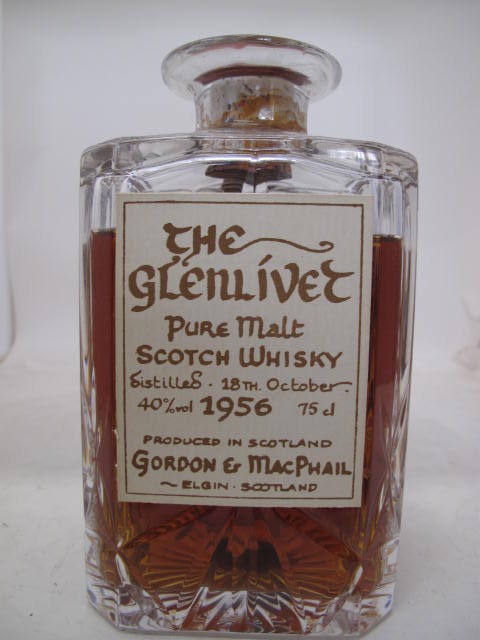 THE
GLENLIVET
PURE MALT
SCOTCH WHISKY
Distilled · 18TH. October
40%vol 1956 75 cl
PRODUCED IN SCOTLAND
GORDON & MACPHAIL
~ ELGIN · SCOTLAND